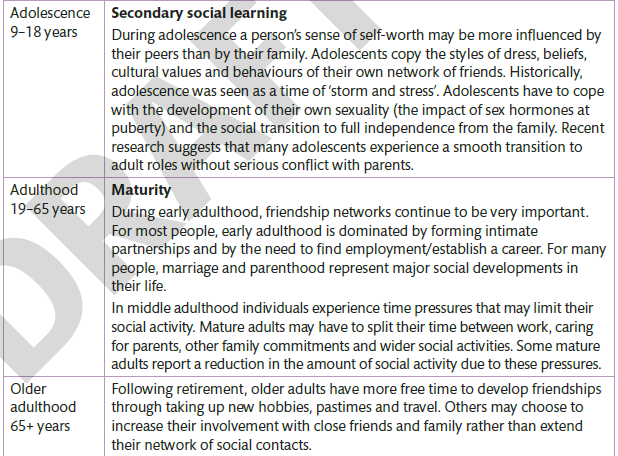 Adolescence
9–18 years
Secondary social learning
During adolescence a person’s sense of self-worth may be more influenced by
their peers than by their family. Adolescents copy the styles of dress, beliefs,
cultural values and behaviours of their own network of friends. Historically,
adolescence was seen as a time of ‘storm and stress’. Adolescents have to cope
with the development of their own sexuality (the impact of sex hormones at
puberty) and the social transition to full independence from the family. Recent
research suggests that many adolescents experience a smooth transition to
adult roles without serious conflict with parents.
Adulthood
19–65 years
Maturity
During early adulthood, friendship networks continue to be very important.
For most people, early adulthood is dominated by forming intimate
partnerships and by the need to find employment/establish a career. For many
people, marriage and parenthood represent major social developments in
their life.
In middle adulthood individuals experience time pressures that may limit their
social activity. Mature adults may have to split their time between work, caring
for parents, other family commitments and wider social activities. Some mature
adults report a reduction in the amount of social activity due to these pressures.
Older
adulthood
65+ years
Following retirement, older adults have more free time to develop friendships
through taking up new hobbies, pastimes and travel. Others may choose to
increase their involvement with close friends and family rather than extend
their network of social contacts.
DRAFT